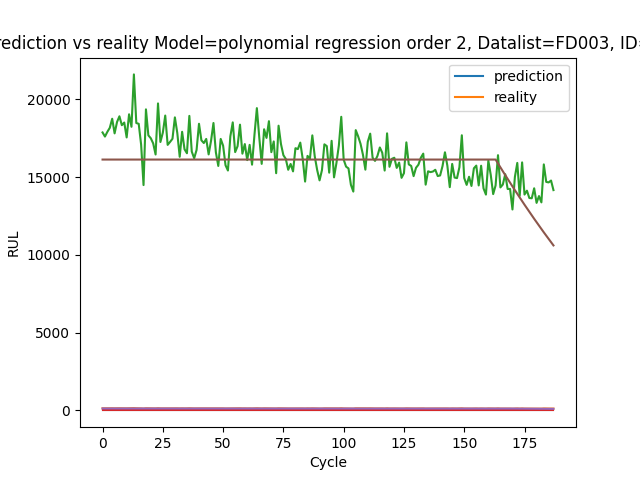 rediction vs reality Model=polynomial regression order 2, Datalist=FD003, ID=
prediction
reality
20000
15000
10000
5000
0
RUL
0 25 50 75 100 125 150 175
Cycle